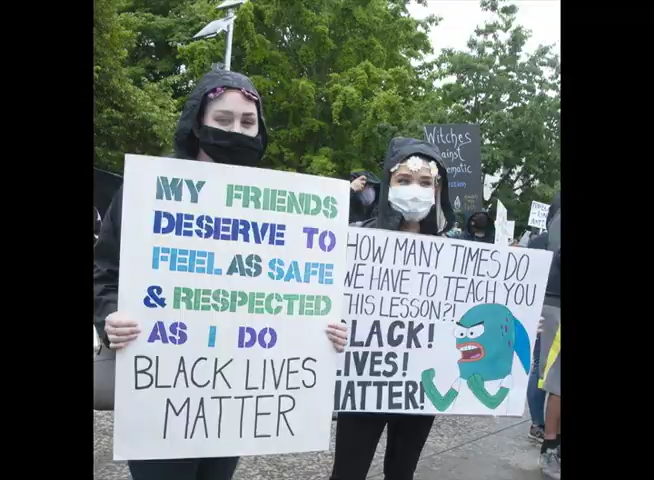 MY FRIENDS
DESERVE TO
FEEL AS SAFE
& RESPECTED
AS I DO
BLACK LIVES
MATTER
HOW MANY TIMES DO
WE HAVE TO TEACH YOU
THIS LESSON?!
BLACK!
LIVES!
MATTER!
Witches